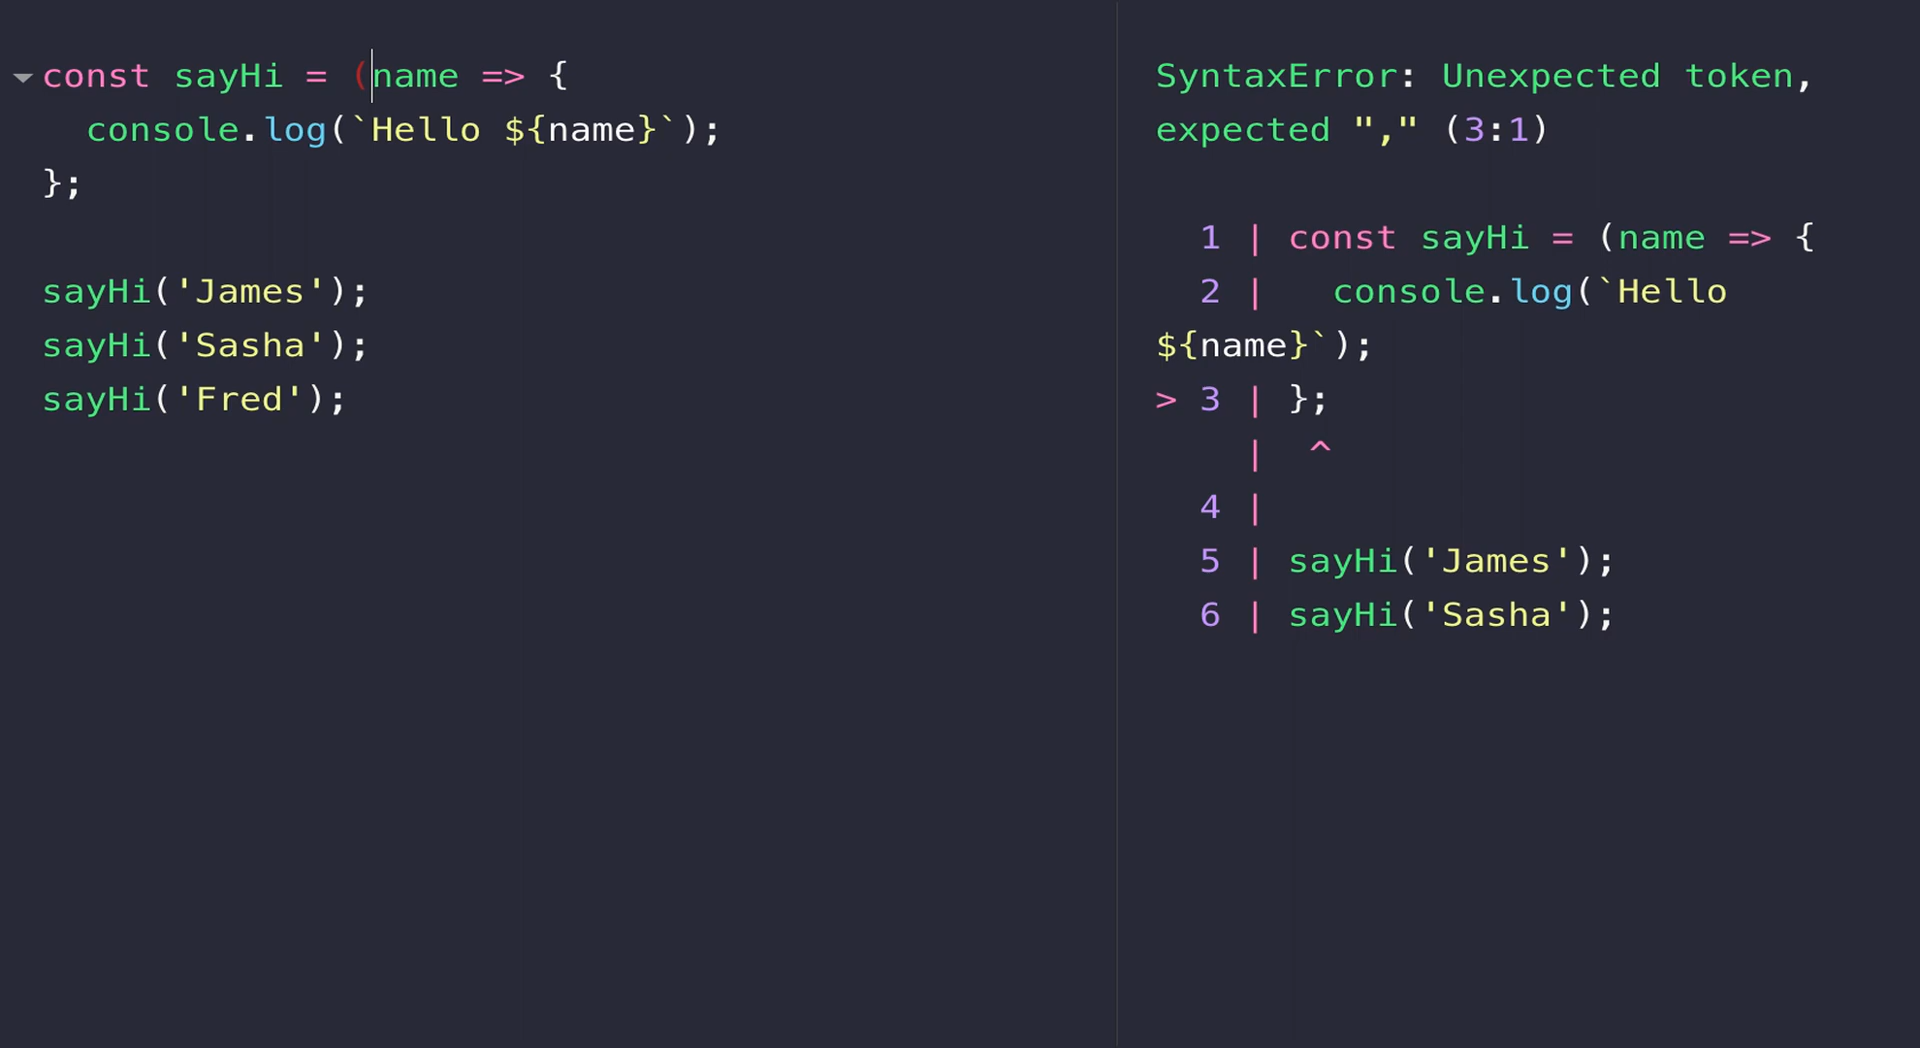 const sayHi = (name => {
  console.log(`Hello ${name}`);
};

sayHi('James');
sayHi('Sasha');
sayHi('Fred');

SyntaxError: Unexpected token,
expected "," (3:1)

  1 | const sayHi = (name => {
  2 |   console.log(`Hello
${name}`);
> 3 | };
    |  ^
  4 |
  5 | sayHi('James');
  6 | sayHi('Sasha');